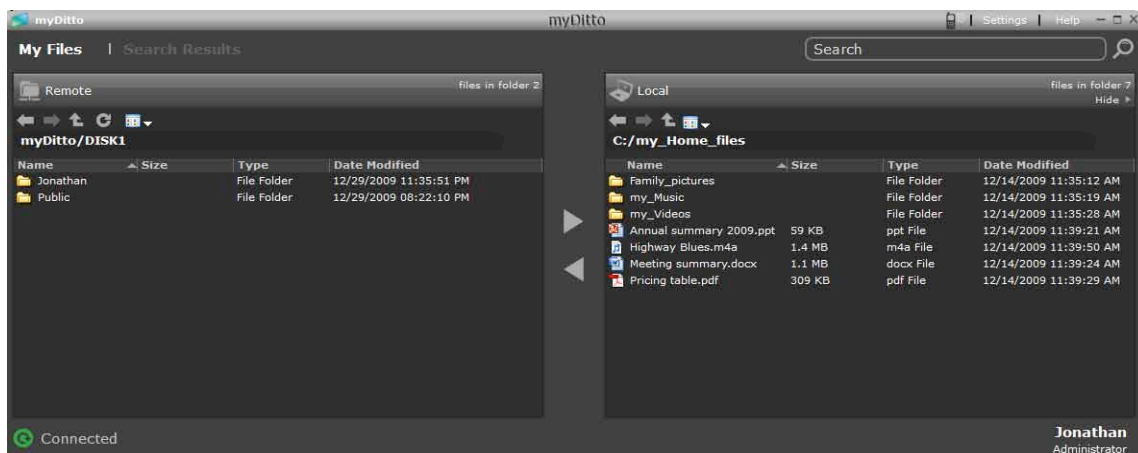 myDitto myDitto | Settings | Help
My Files | Search Results Search
Remote files in folder 2
myDitto/DISK1
Name Size Type Date Modified
Jonathan File Folder 12/29/2009 11:35:51 PM
Public File Folder 12/29/2009 08:22:10 PM
Local files in folder 7
Hide
C:/my_Home_files
Name Size Type Date Modified
Family_pictures File Folder 12/14/2009 11:35:12 AM
my_Music File Folder 12/14/2009 11:35:19 AM
my_Videos File Folder 12/14/2009 11:35:28 AM
Annual summary 2009.ppt 59 KB ppt File 12/14/2009 11:39:21 AM
Highway Blues.m4a 1.4 MB m4a File 12/14/2009 11:39:50 AM
Meeting summary.docx 1.1 MB docx File 12/14/2009 11:39:24 AM
Pricing table.pdf 309 KB pdf File 12/14/2009 11:39:29 AM
Connected
Jonathan
Administrator